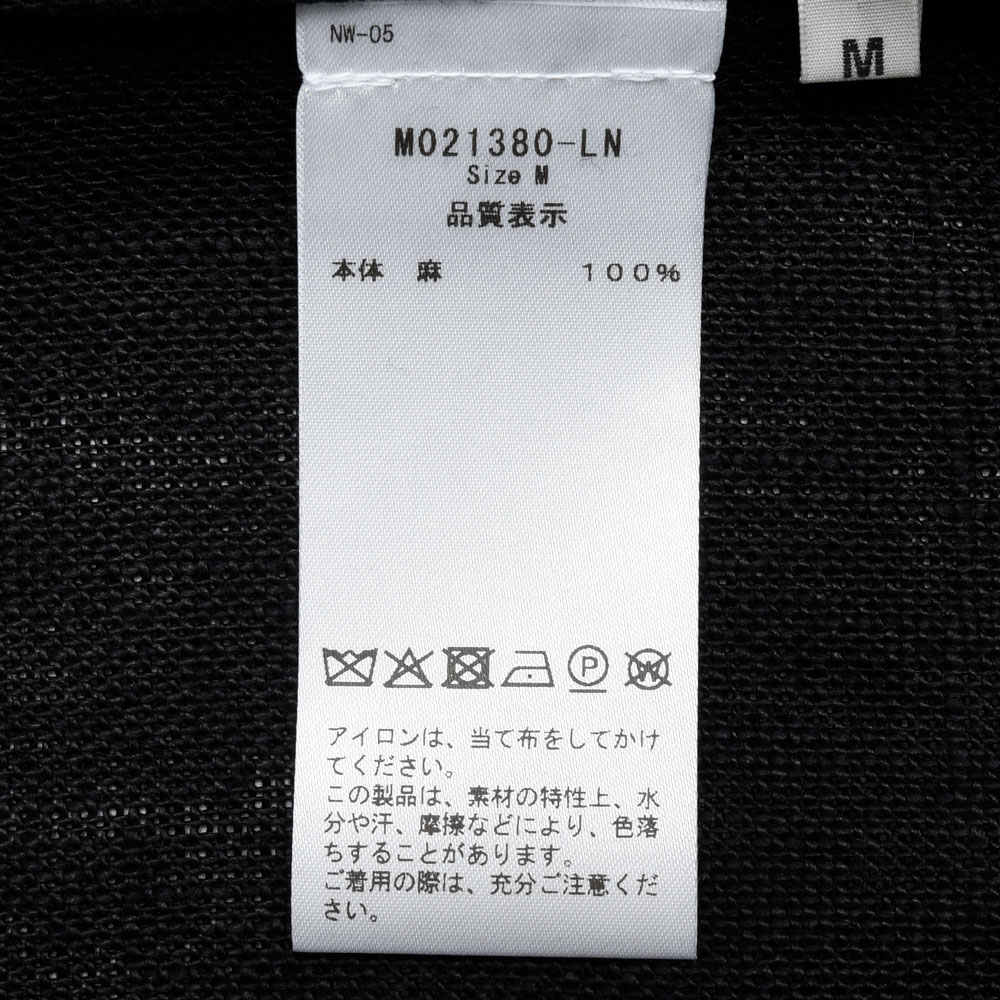 NW-05
M
M021380-LN
Size M
品質表示
本体　麻　１００％
P
W
アイロンは、当て布をしてかけ
てください。
この製品は、素材の特性上、水
分や汗、摩擦などにより、色落
ちすることがあります。
ご着用の際は、充分ご注意くだ
さい。